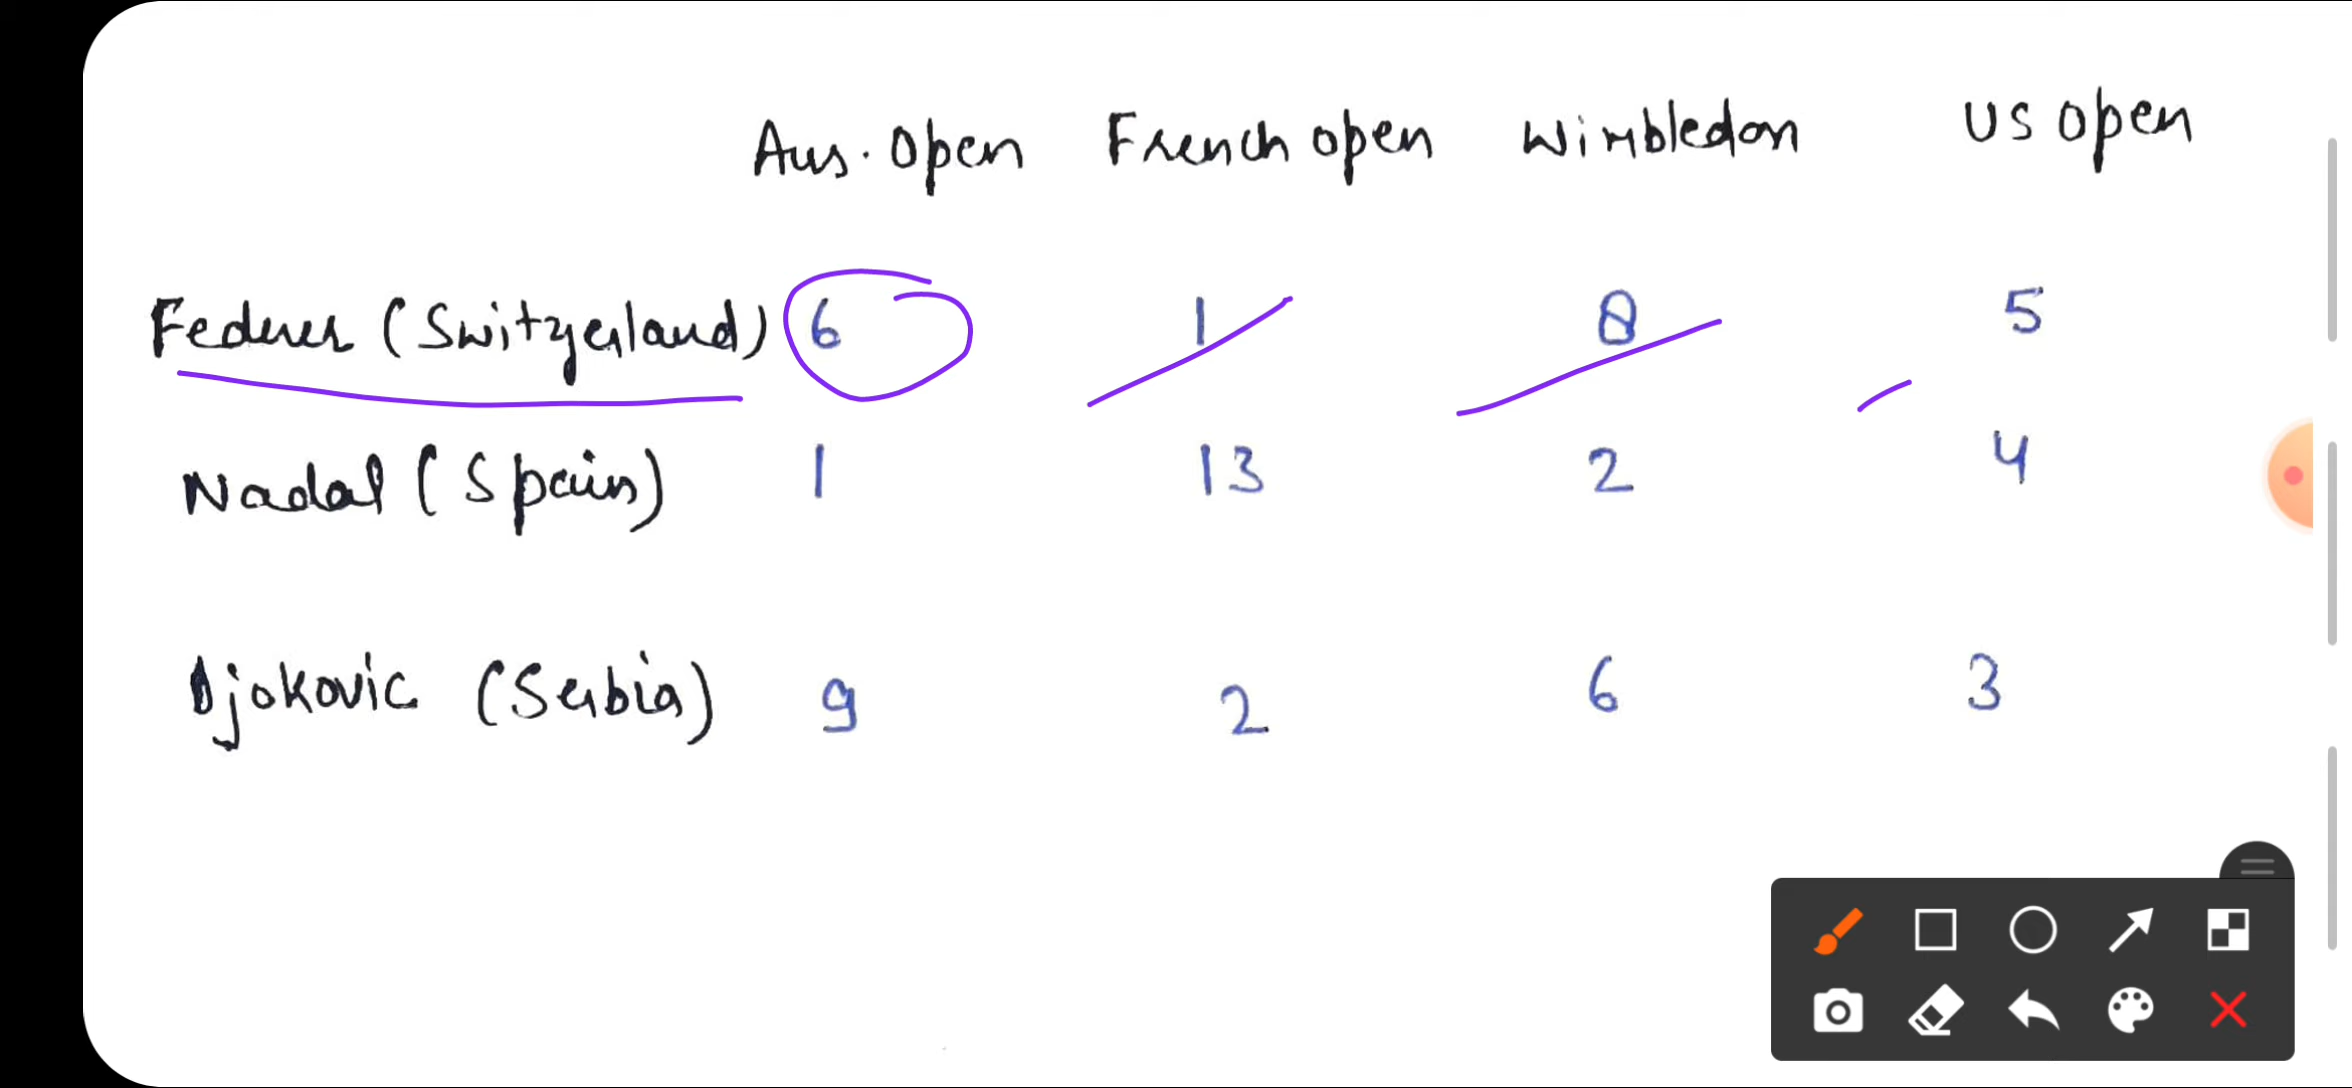 Aus. Open French open Wimbledon US open
Federer (Switzerland) 6 1 8 5
Nadal (Spain) 1 13 2 4
Djokovic (Serbia) 9 2 6 3